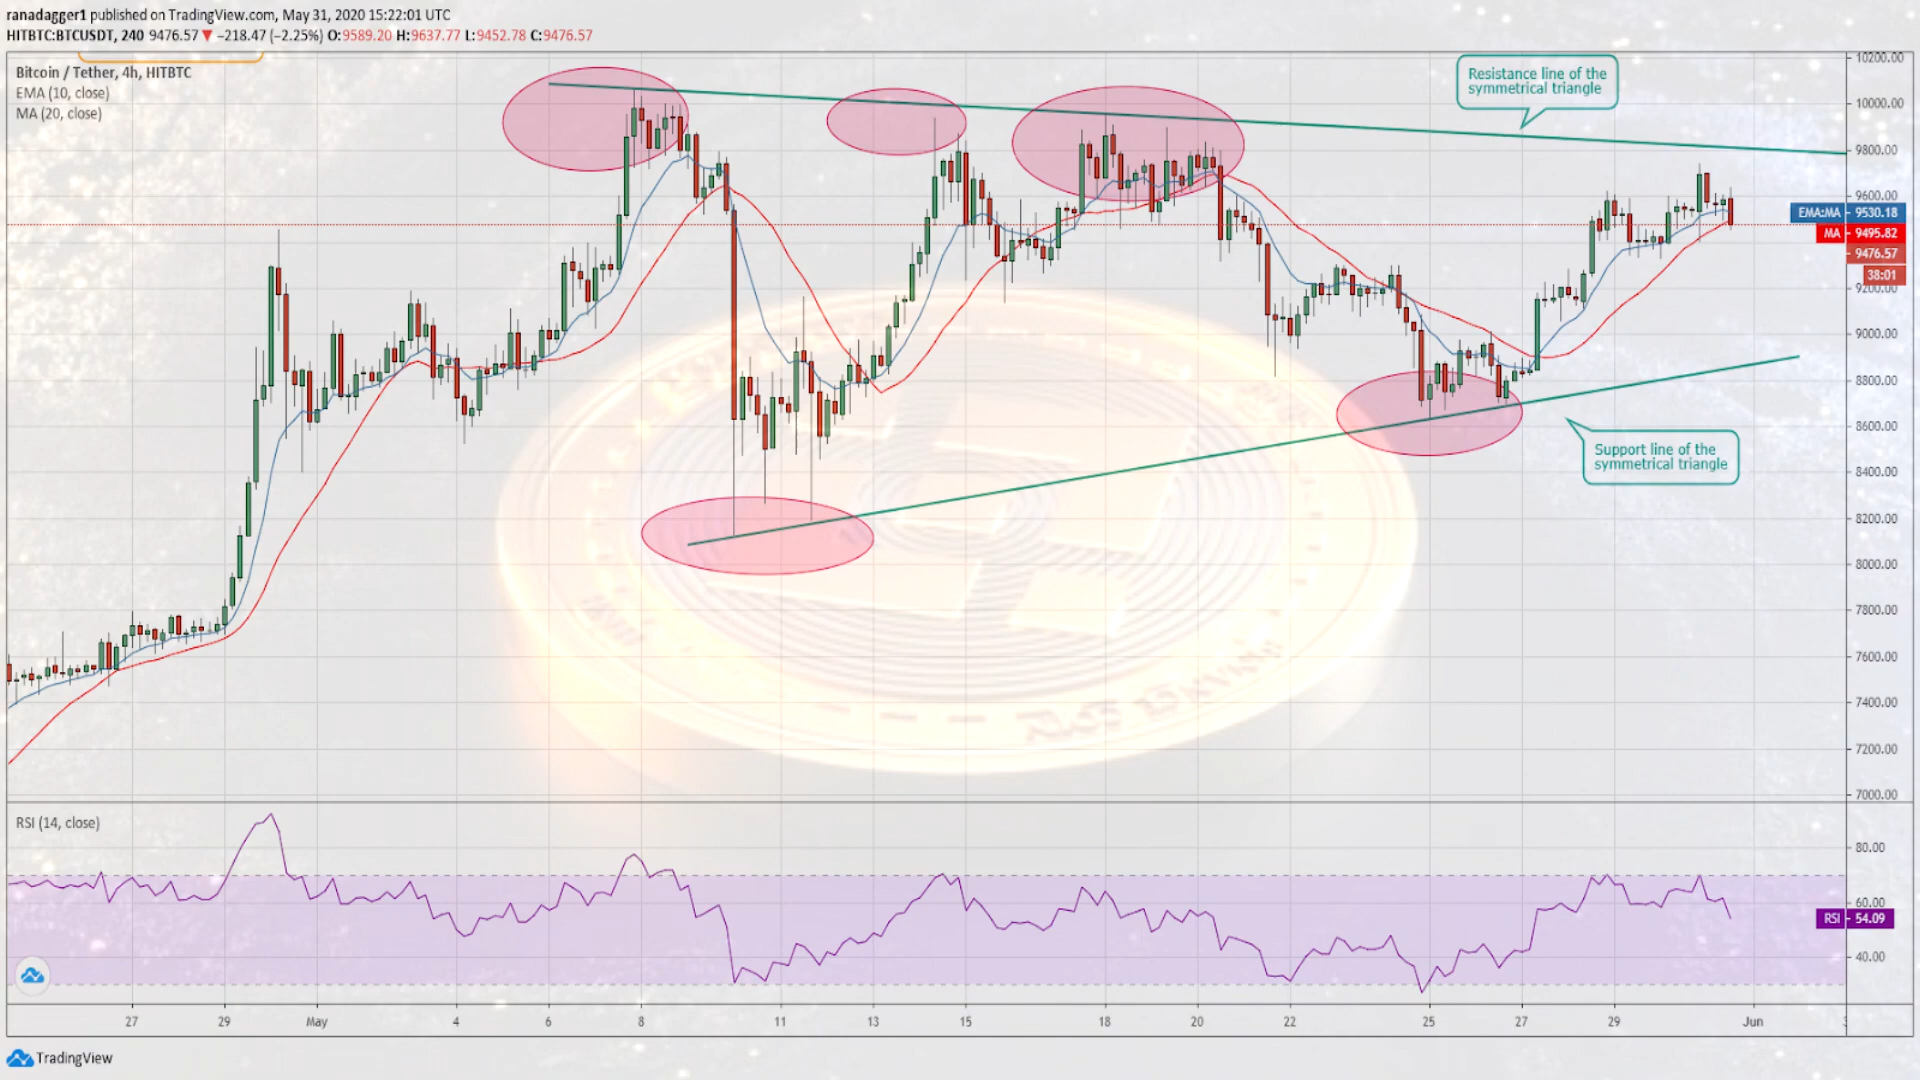 ranadagger1 published on TradingView.com, May 31, 2020 15:22:01 UTC
HITBTC:BTCUSDT, 240 9476.57 ▼ −218.47 (−2.25%) O:9589.20 H:9637.77 L:9452.78 C:9476.57
Bitcoin / Tether, 4h, HITBTC
EMA (10, close)
MA (20, close)
Resistance line of the
symmetrical triangle
Support line of the
symmetrical triangle
10200.00
10000.00
9800.00
9600.00
EMA:MA 9530.18
MA 9495.82
9476.57
38:01
9200.00
9000.00
8800.00
8600.00
8400.00
8200.00
8000.00
7800.00
7600.00
7400.00
7200.00
7000.00
RSI (14, close)
80.00
60.00
RSI 54.09
40.00
27 29 May 4 6 8 11 13 15 18 20 22 25 27 29 Jun
TradingView